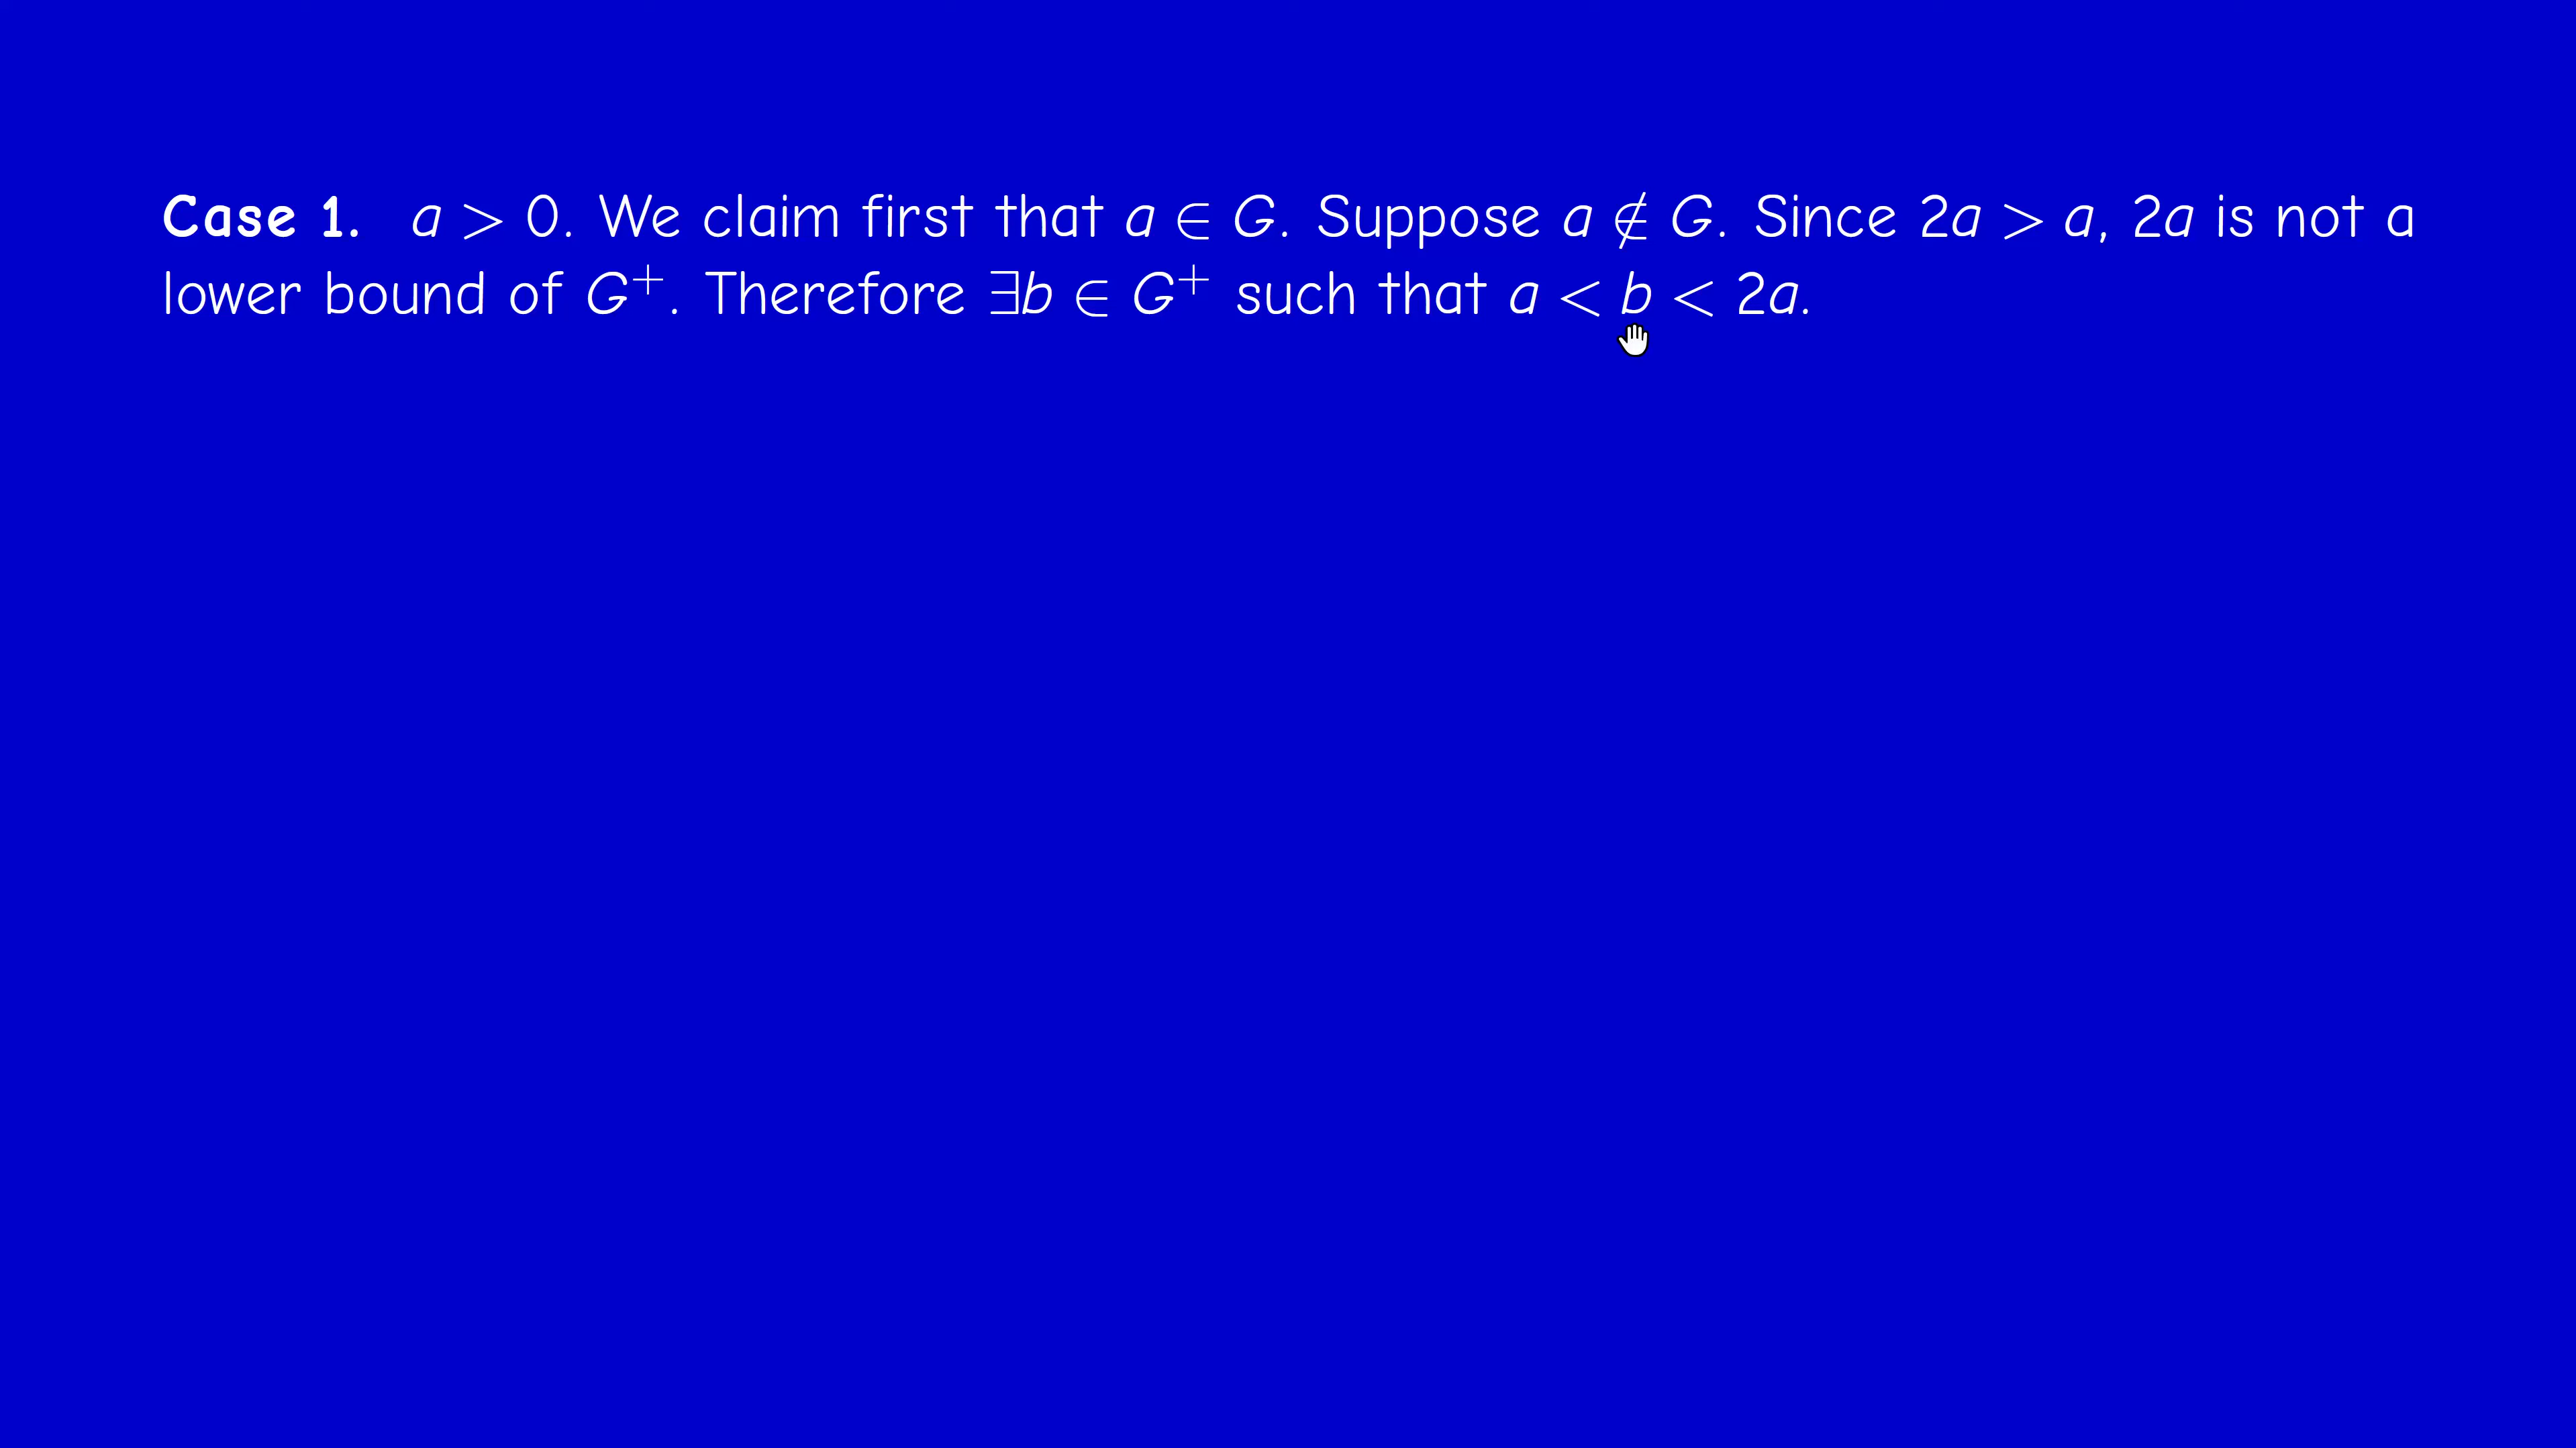 Case 1. a > 0. We claim first that a ∈ G. Suppose a ∉ G. Since 2a > a, 2a is not a
lower bound of G⁺. Therefore ∃b ∈ G⁺ such that a < b < 2a.